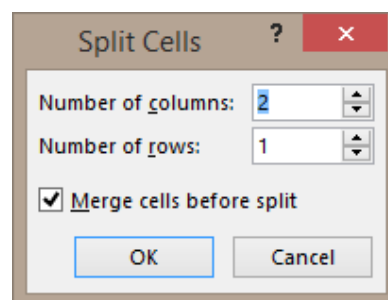 Split Cells ?
Number of columns: 2
Number of rows: 1
Merge cells before split
OK Cancel